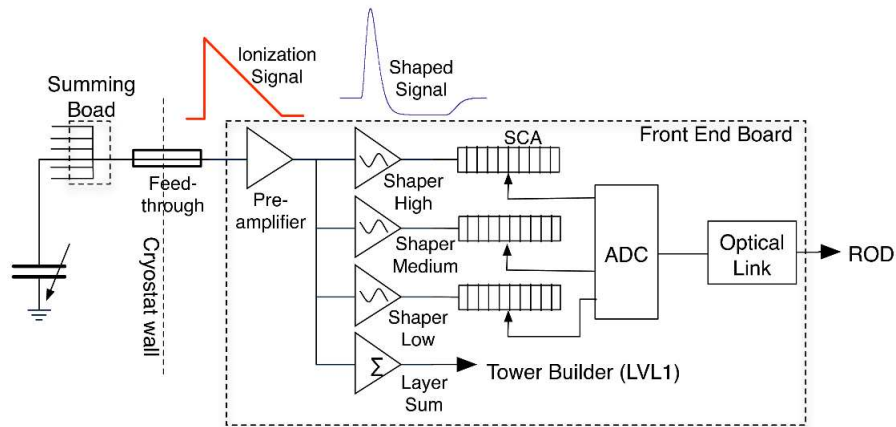 Ionization
Signal
Shaped
Signal
Summing
Boad
Front End Board
SCA
Feed-
through
Pre-
amplifier
Shaper
High
Shaper
Medium
Shaper
Low
Σ
Layer
Sum
Cryostat wall
ADC
Optical
Link
ROD
Tower Builder (LVL1)